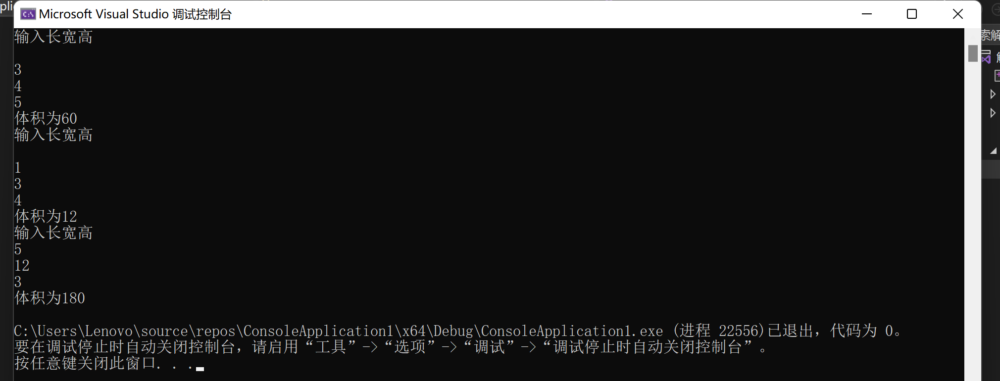 Microsoft Visual Studio 调试控制台
输入长宽高
3
4
5
体积为60
输入长宽高
1
3
4
体积为12
输入长宽高
5
12
3
体积为180
C:\Users\Lenovo\source\repos\ConsoleApplication1\x64\Debug\ConsoleApplication1.exe (进程 22556)已退出，代码为 0。
要在调试停止时自动关闭控制台，请启用“工具”->“选项”->“调试”->“调试停止时自动关闭控制台”。
按任意键关闭此窗口. . .
索解